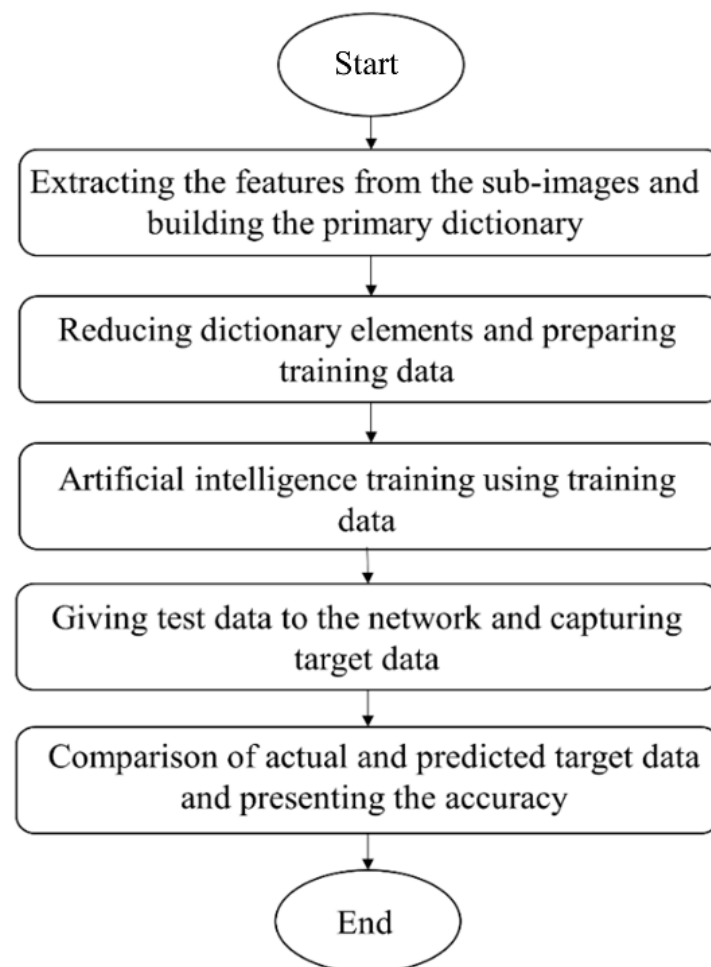 Start
Extracting the features from the sub-images and
building the primary dictionary
Reducing dictionary elements and preparing
training data
Artificial intelligence training using training
data
Giving test data to the network and capturing
target data
Comparison of actual and predicted target data
and presenting the accuracy
End